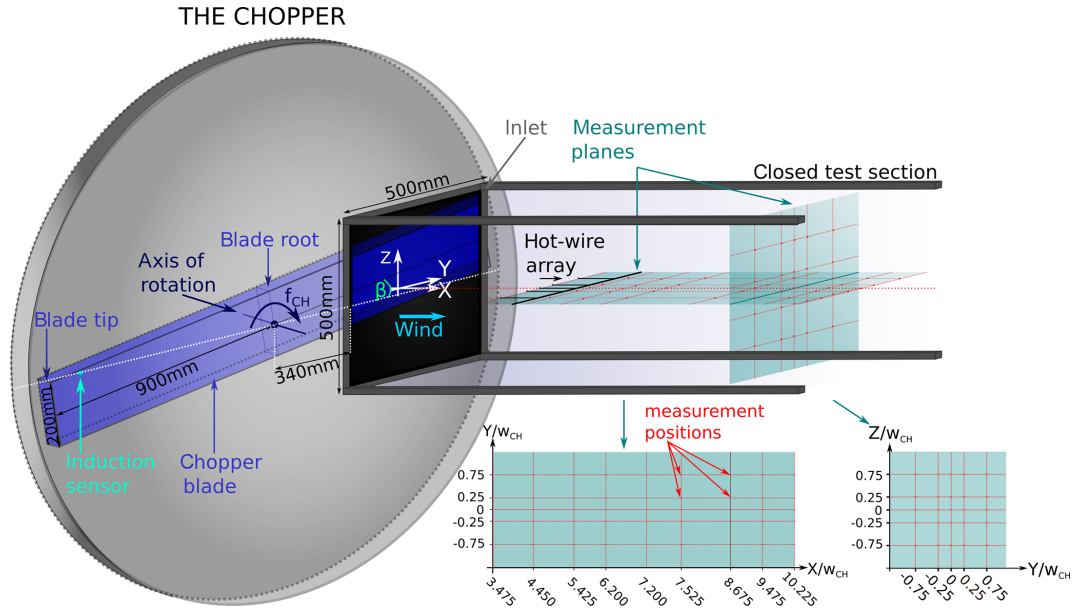 THE CHOPPER
Inlet
Measurement
planes
Closed test section
500mm
Blade root
Hot-wire
array
Axis of
rotation
Z
Y
X
β)
f_CH
500mm
Wind
Blade tip
340mm
900mm
200mm
Induction
sensor
Chopper
blade
measurement
positions
Y/w_CH
0.75
0.25
0
-0.25
-0.75
X/w_CH
3.475
4.450
5.425
6.200
7.200
7.525
8.675
9.475
10.225
Z/w_CH
0.75
0.25
0
-0.25
-0.75
Y/w_CH
-0.75
-0.25
0
0.25
0.75